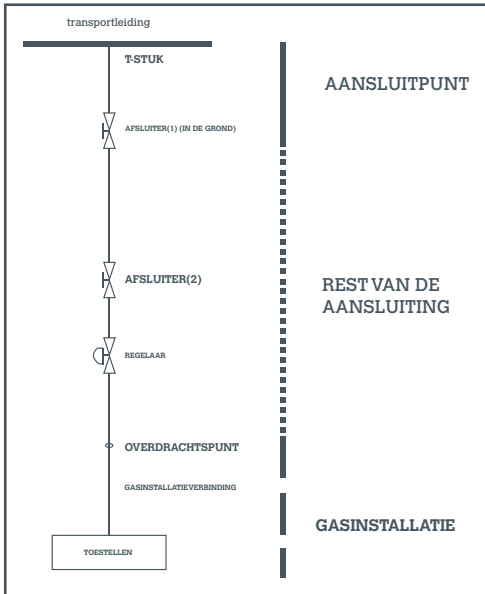 transportleiding
T-STUK
AANSLUITPUNT
AFSLUITER(1) (IN DE GROND)
AFSLUITER(2)
REST VAN DE
AANSLUITING
REGELAAR
OVERDRACHTSPUNT
GASINSTALLATIEVERBINDING
GASINSTALLATIE
TOESTELLEN